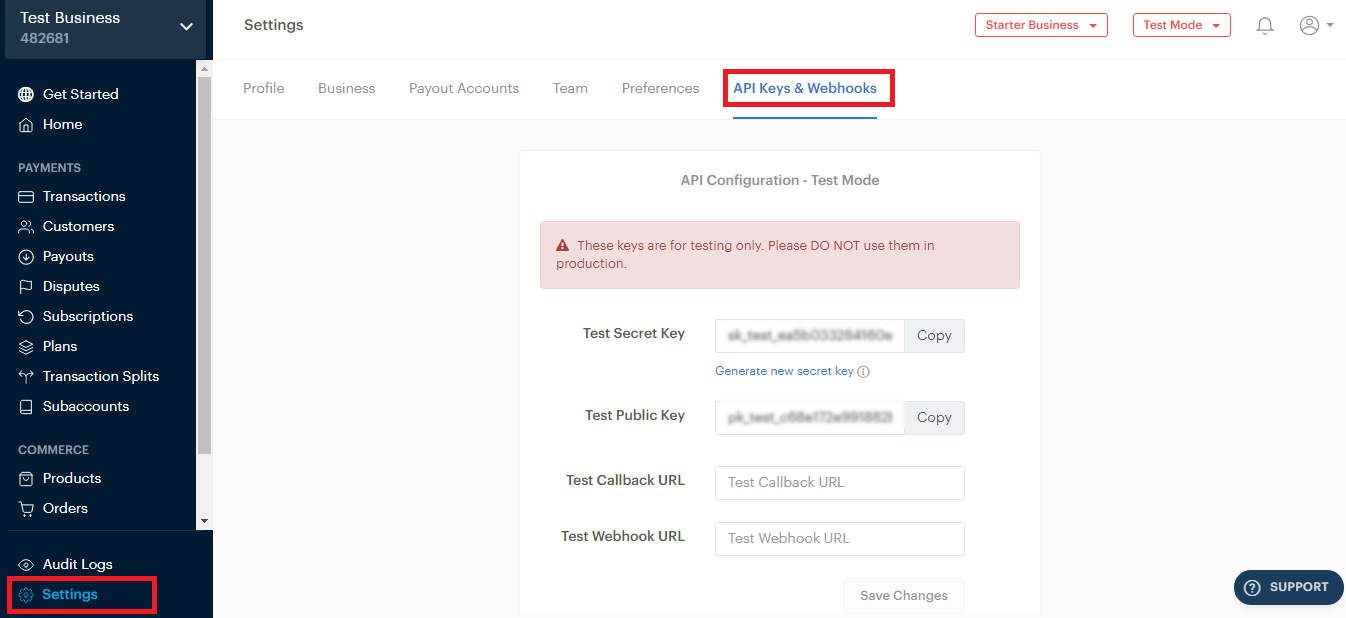 Test Business
482681
Get Started
Home
PAYMENTS
Transactions
Customers
Payouts
Disputes
Subscriptions
Plans
Transaction Splits
Subaccounts
COMMERCE
Products
Orders
Audit Logs
Settings
Settings
Starter Business
Test Mode
Profile
Business
Payout Accounts
Team
Preferences
API Keys & Webhooks
API Configuration - Test Mode
These keys are for testing only. Please DO NOT use them in
production.
Test Secret Key
Copy
Generate new secret key
Test Public Key
Copy
Test Callback URL
Test Callback URL
Test Webhook URL
Test Webhook URL
Save Changes
SUPPORT